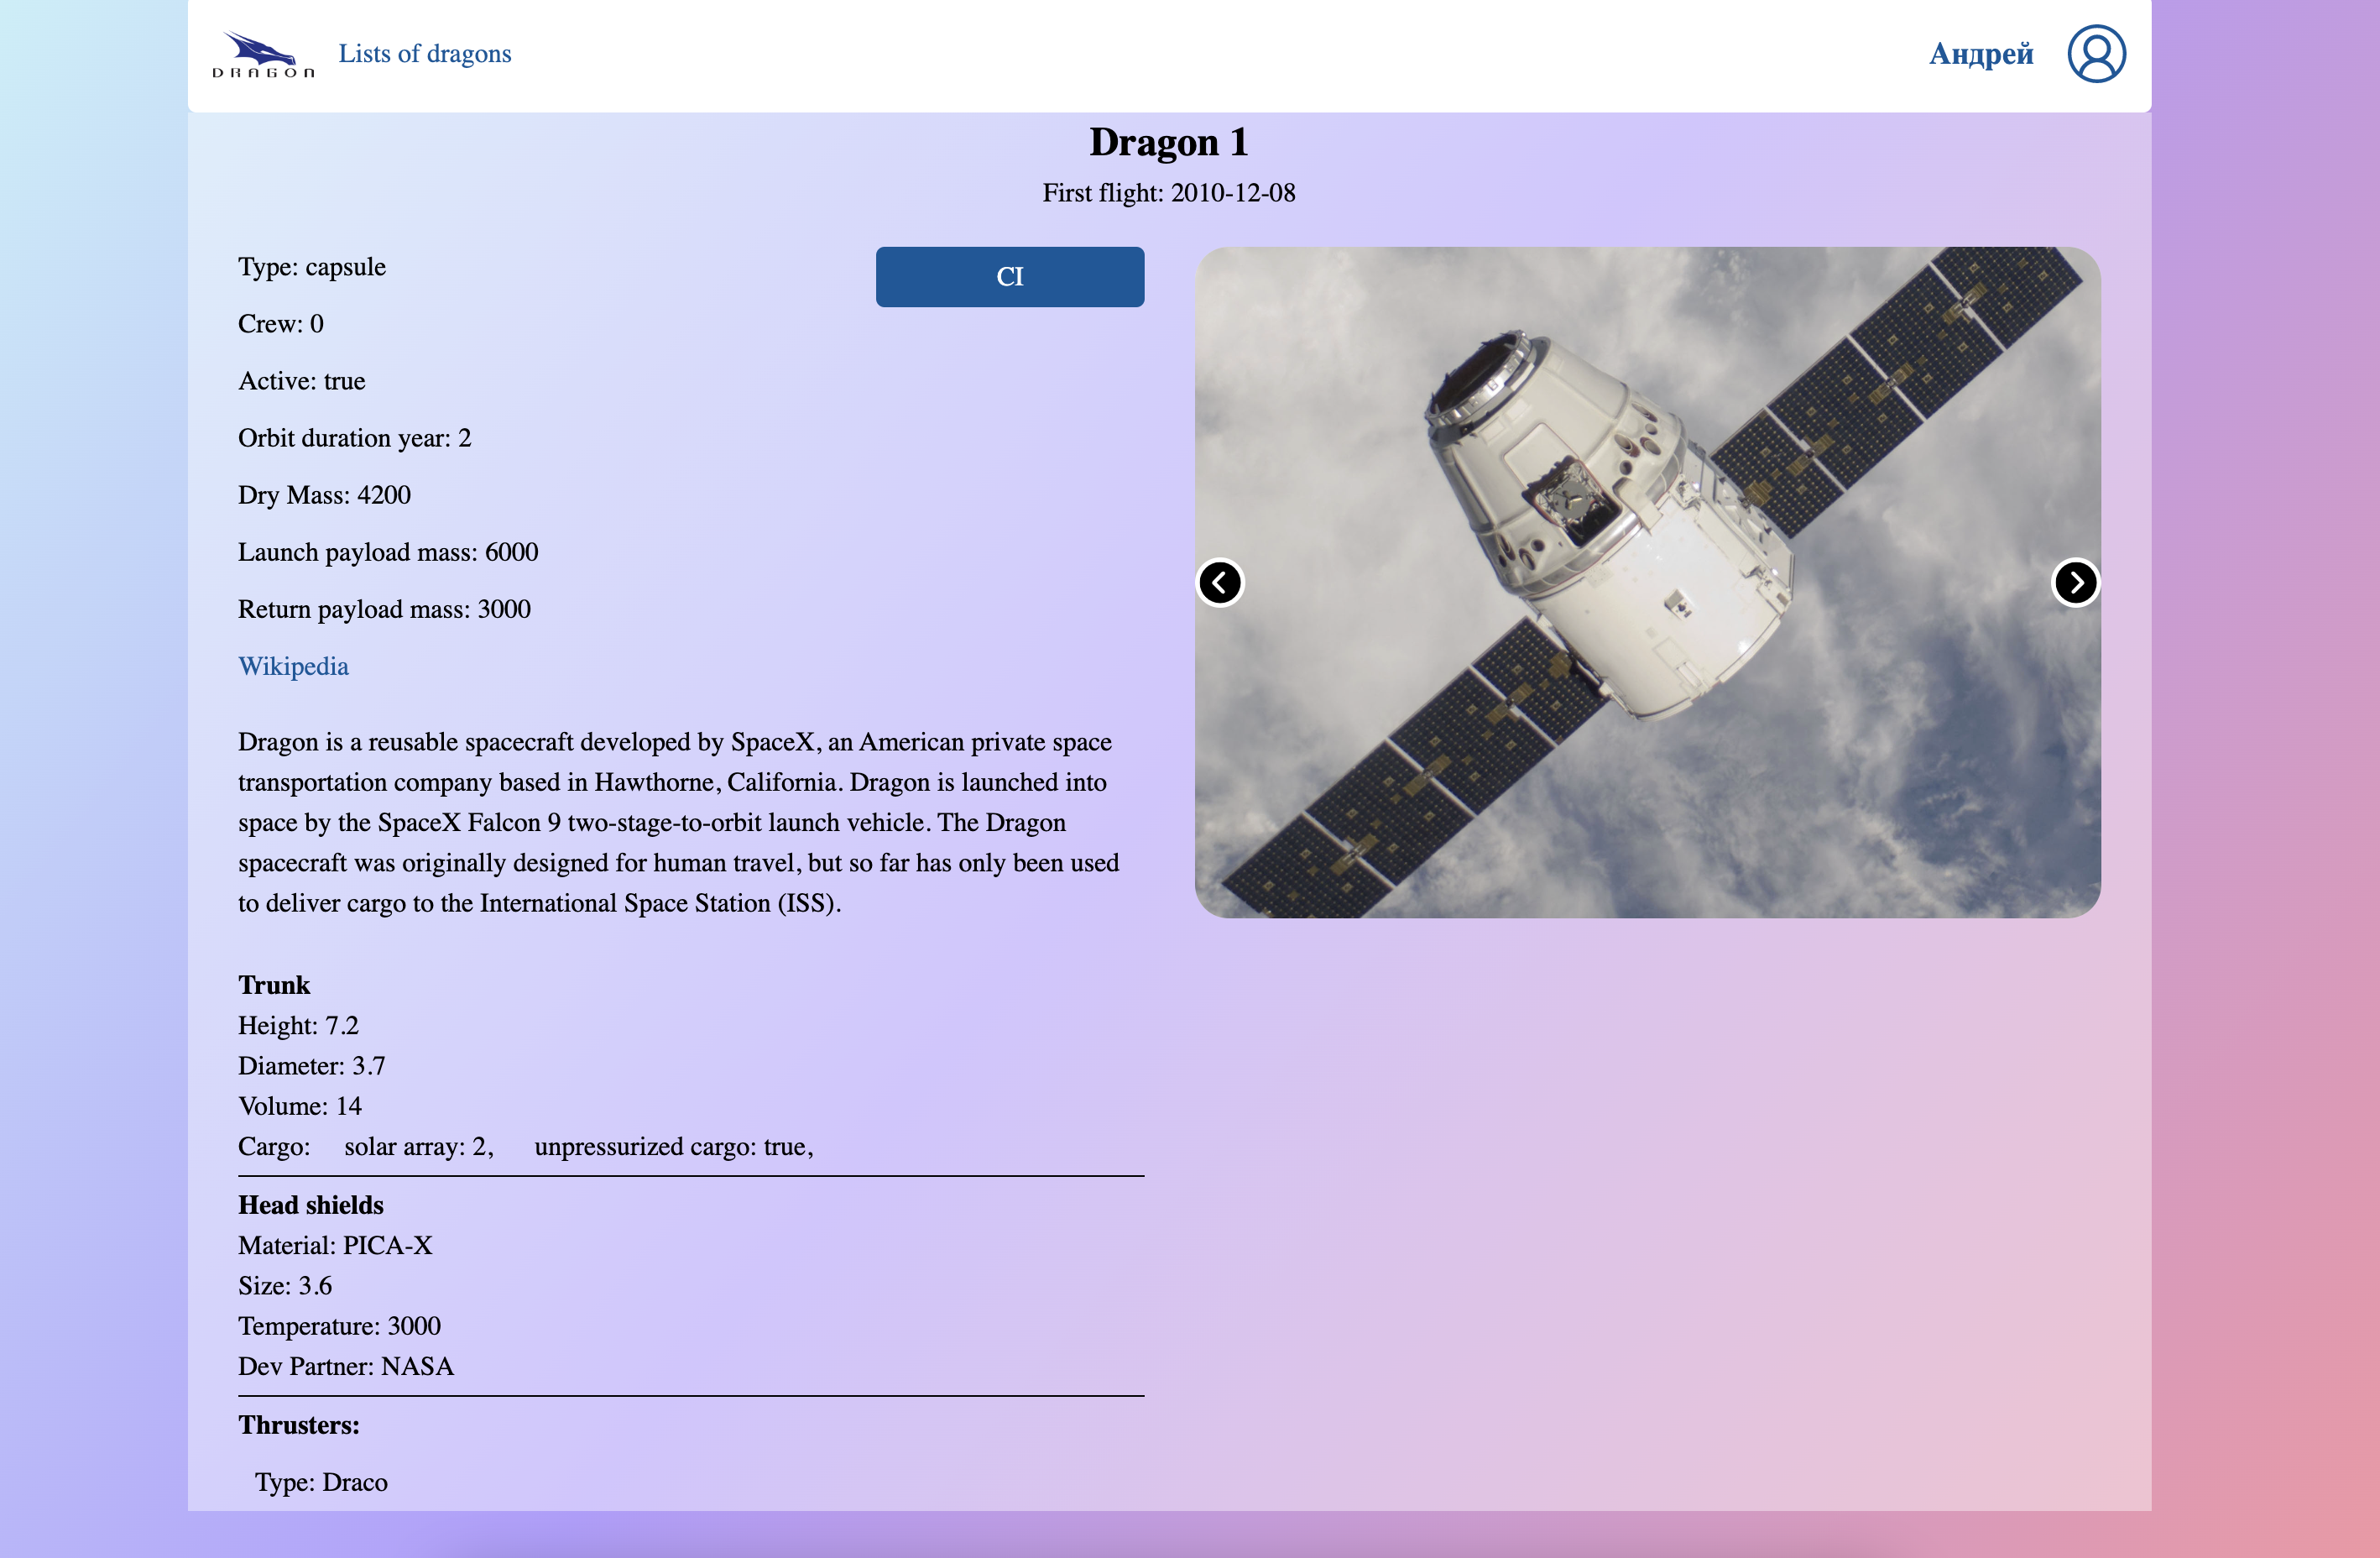 DRAGON
Lists of dragons
Андрей
Dragon 1
First flight: 2010-12-08
Type: capsule
CI
Crew: 0
Active: true
Orbit duration year: 2
Dry Mass: 4200
Launch payload mass: 6000
Return payload mass: 3000
Wikipedia
Dragon is a reusable spacecraft developed by SpaceX, an American private space
transportation company based in Hawthorne, California. Dragon is launched into
space by the SpaceX Falcon 9 two-stage-to-orbit launch vehicle. The Dragon
spacecraft was originally designed for human travel, but so far has only been used
to deliver cargo to the International Space Station (ISS).
Trunk
Height: 7.2
Diameter: 3.7
Volume: 14
Cargo: solar array: 2, unpressurized cargo: true,
Head shields
Material: PICA-X
Size: 3.6
Temperature: 3000
Dev Partner: NASA
Thrusters:
Type: Draco